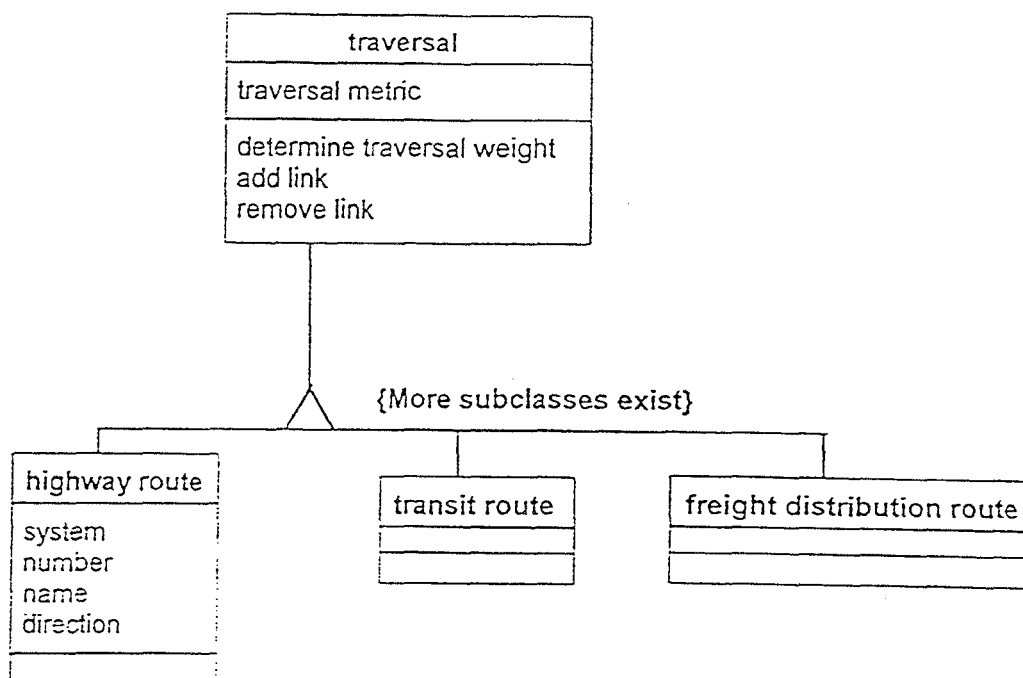 traversal
traversal metric
determine traversal weight
add link
remove link
{More subclasses exist}
highway route
system
number
name
direction
transit route
freight distribution route